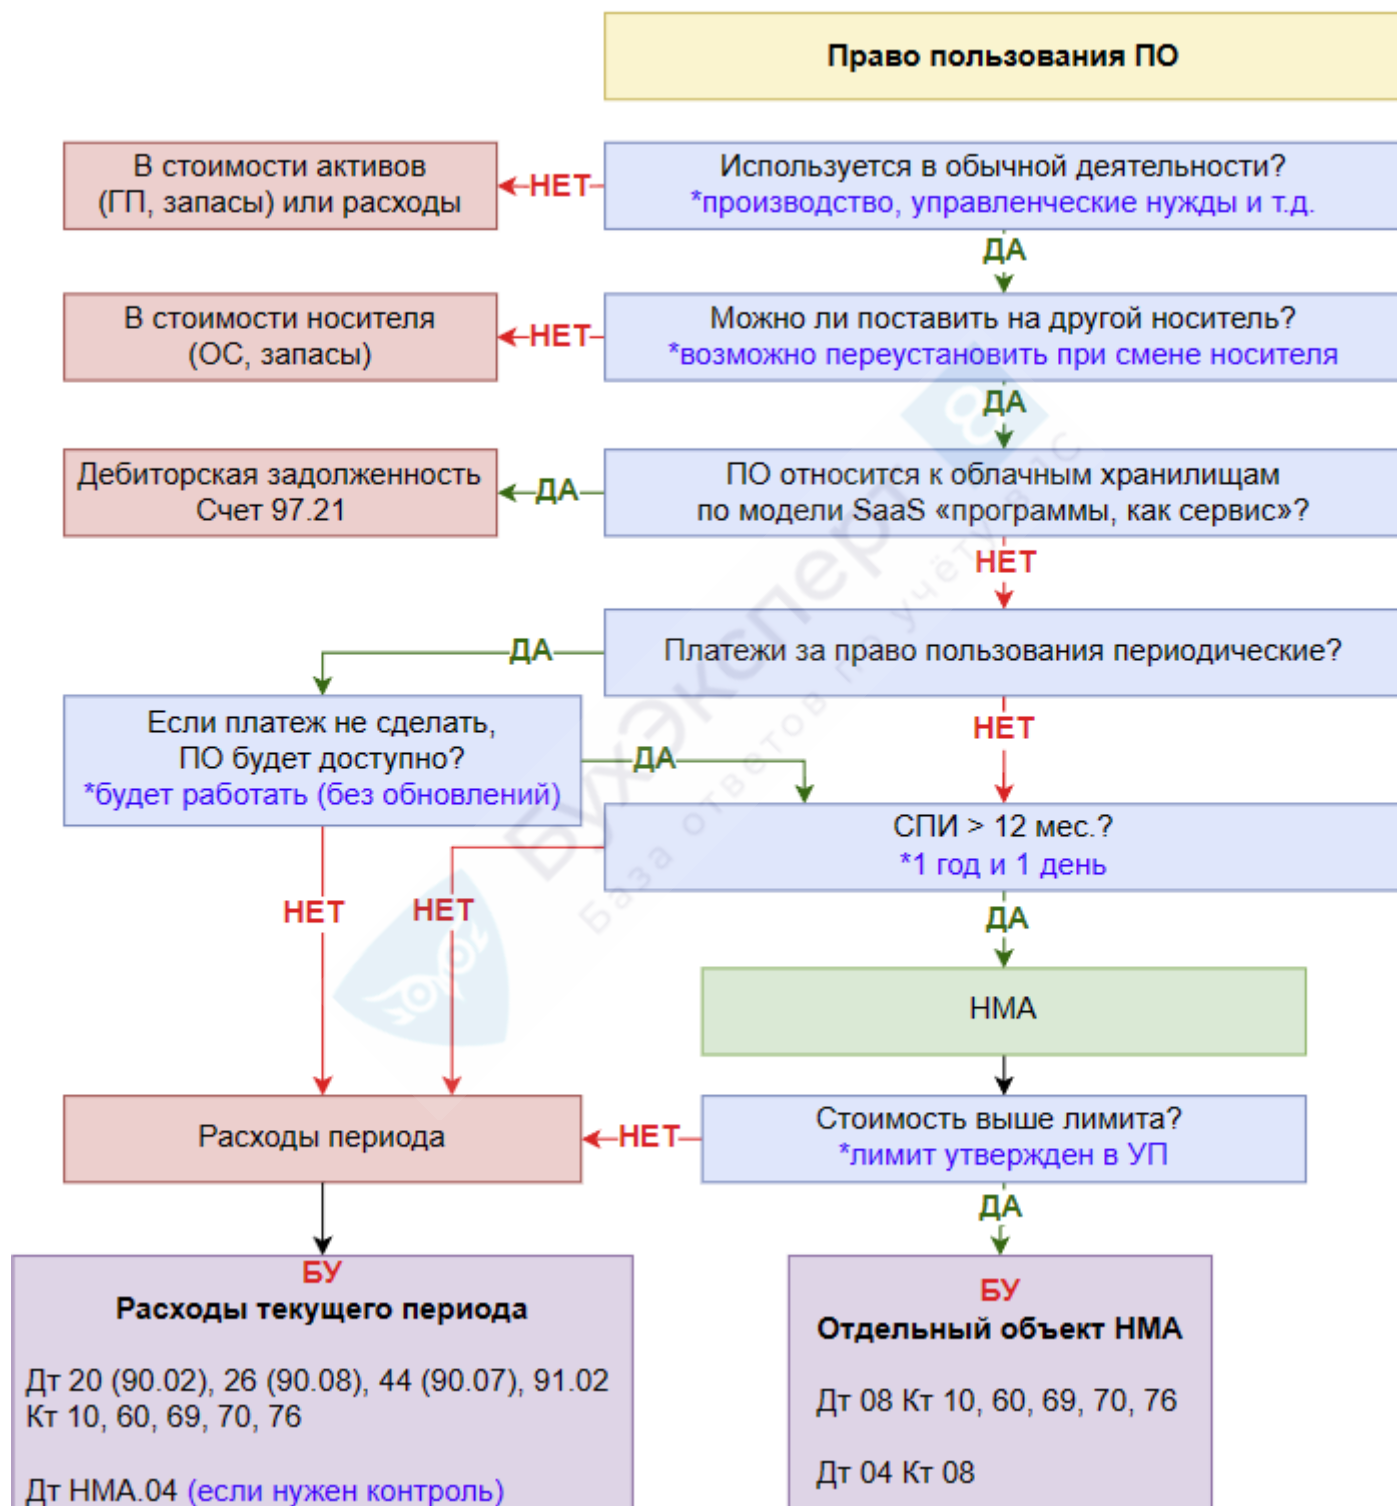 Право пользования ПО
В стоимости активов
(ГП, запасы) или расходы
НЕТ
Используется в обычной деятельности?
*производство, управленческие нужды и т.д.
ДА
В стоимости носителя
(ОС, запасы)
НЕТ
Можно ли поставить на другой носитель?
*возможно переустановить при смене носителя
ДА
Дебиторская задолженность
Счет 97.21
ДА
ПО относится к облачным хранилищам
по модели SaaS «программы, как сервис»?
НЕТ
ДА
Платежи за право пользования периодические?
НЕТ
Если платеж не сделать,
ПО будет доступно?
*будет работать (без обновлений)
ДА
СПИ > 12 мес.?
*1 год и 1 день
НЕТ
НЕТ
ДА
НМА
Расходы периода
НЕТ
Стоимость выше лимита?
*лимит утвержден в УП
ДА
БУ
Расходы текущего периода
Дт 20 (90.02), 26 (90.08), 44 (90.07), 91.02
Кт 10, 60, 69, 70, 76
Дт НМА.04 (если нужен контроль)
БУ
Отдельный объект НМА
Дт 08 Кт 10, 60, 69, 70, 76
Дт 04 Кт 08
БухЭксперт 8
База ответов по учёту в 1С